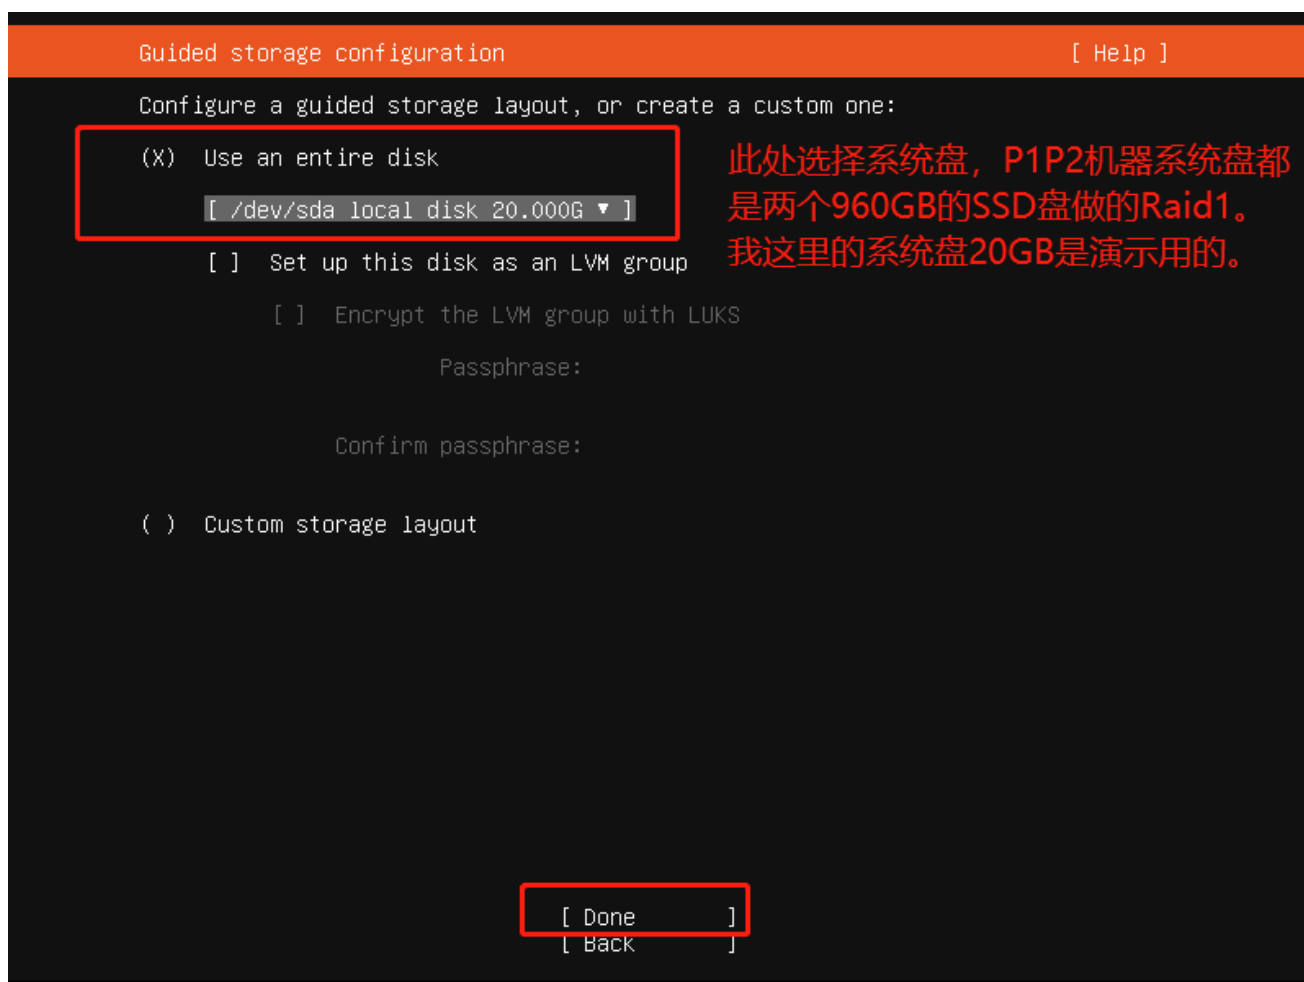 Guided storage configuration [ Help ]
Configure a guided storage layout, or create a custom one:
(X) Use an entire disk
[ /dev/sda local disk 20.000G ▼ ]
[ ] Set up this disk as an LVM group
[ ] Encrypt the LVM group with LUKS
Passphrase:
Confirm passphrase:
( ) Custom storage layout
此处选择系统盘，P1P2机器系统盘都
是两个960GB的SSD盘做的Raid1。
我这里的系统盘20GB是演示用的。
[ Done ]
[ Back ]